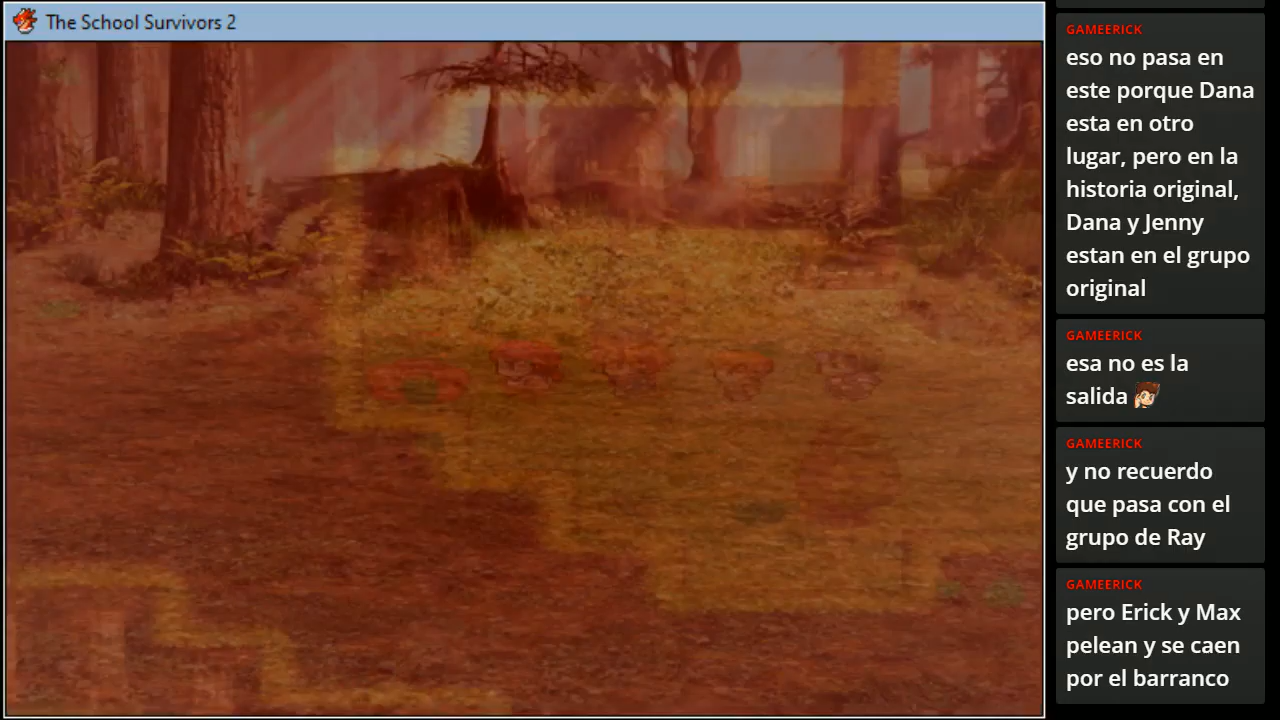 The School Survivors 2
GAMEERICK
eso no pasa en
este porque Dana
esta en otro
lugar, pero en la
historia original,
Dana y Jenny
estan en el grupo
original
GAMEERICK
esa no es la
salida
GAMEERICK
y no recuerdo
que pasa con el
grupo de Ray
GAMEERICK
pero Erick y Max
pelean y se caen
por el barranco